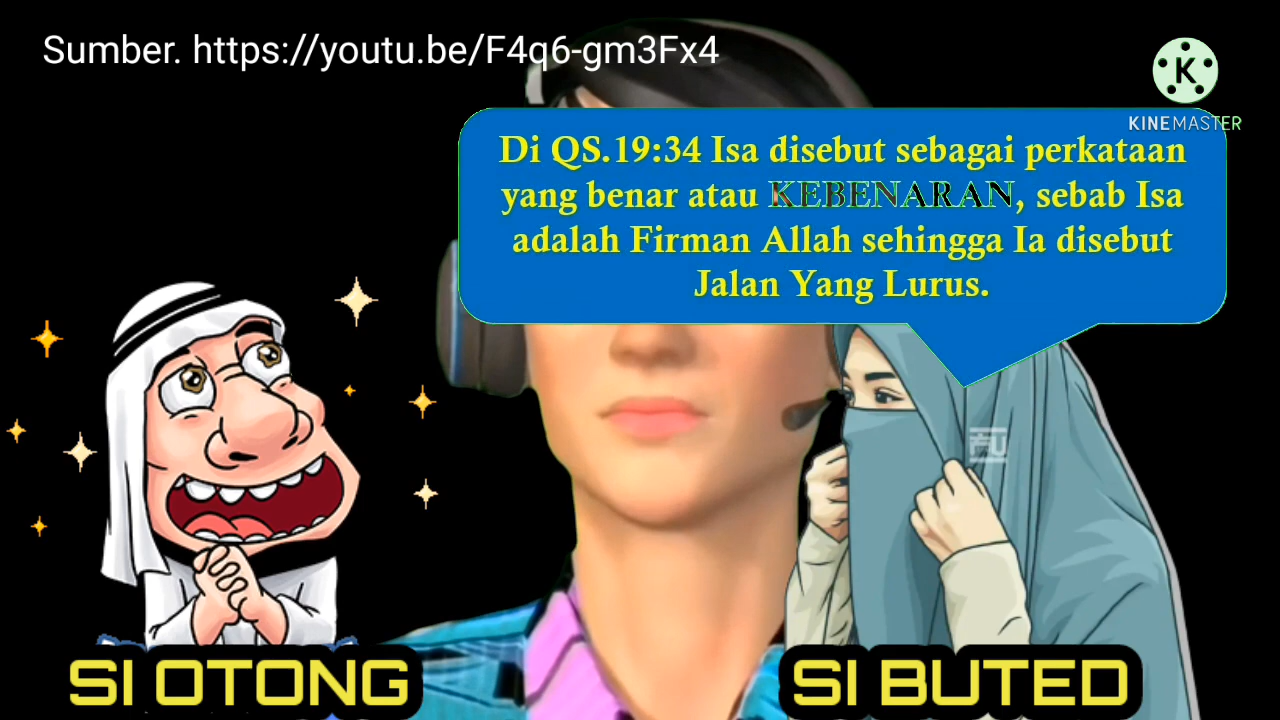 Sumber. https://youtu.be/F4q6-gm3Fx4
KINEMASTER
Di QS.19:34 Isa disebut sebagai perkataan
yang benar atau KEBENARAN, sebab Isa
adalah Firman Allah sehingga Ia disebut
Jalan Yang Lurus.
SI OTONG
SI BUTED